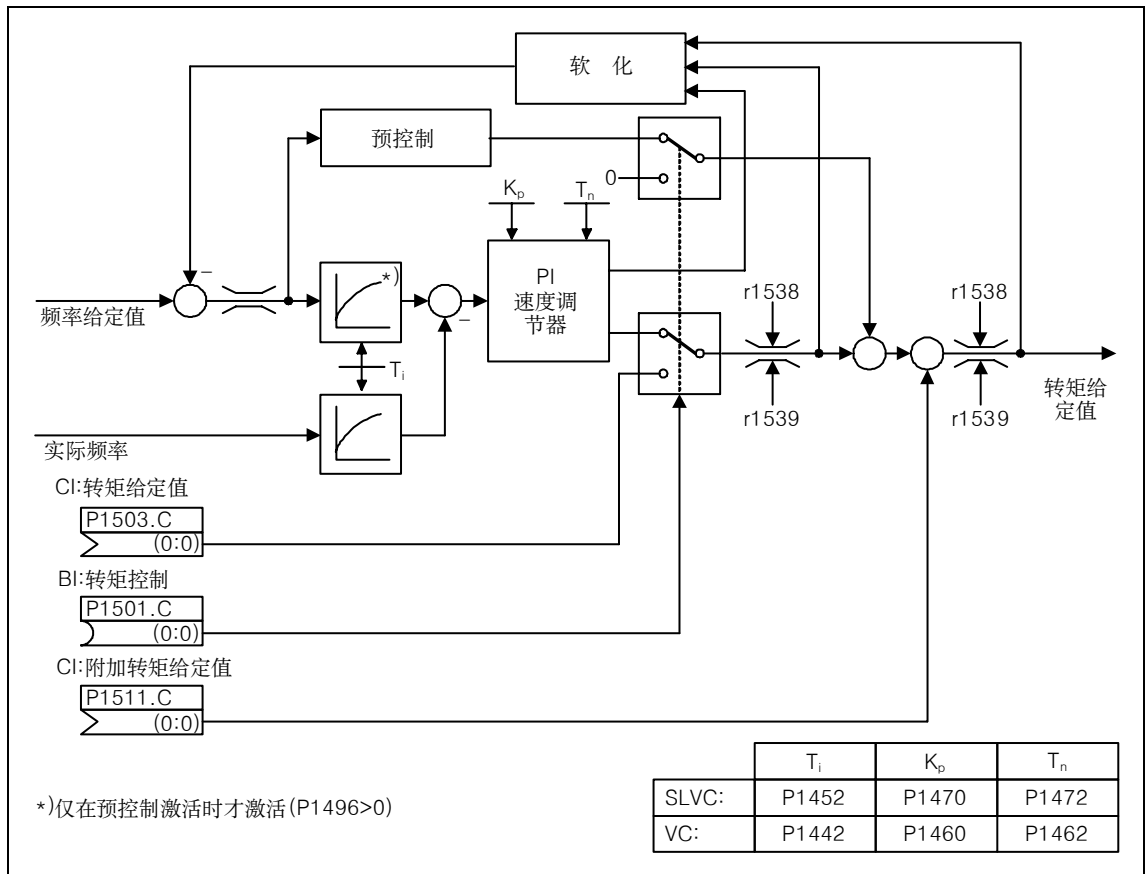 软 化
预控制
0
Kp
Tn
*)
PI
速度调
节器
频率给定值
Ti
实际频率
r1538
r1539
r1538
r1539
转矩给
定值
CI:转矩给定值
P1503.C
(0:0)
BI:转矩控制
P1501.C
(0:0)
CI:附加转矩给定值
P1511.C
(0:0)
*)仅在预控制激活时才激活(P1496>0)
Ti Kp Tn
SLVC: P1452 P1470 P1472
VC: P1442 P1460 P1462